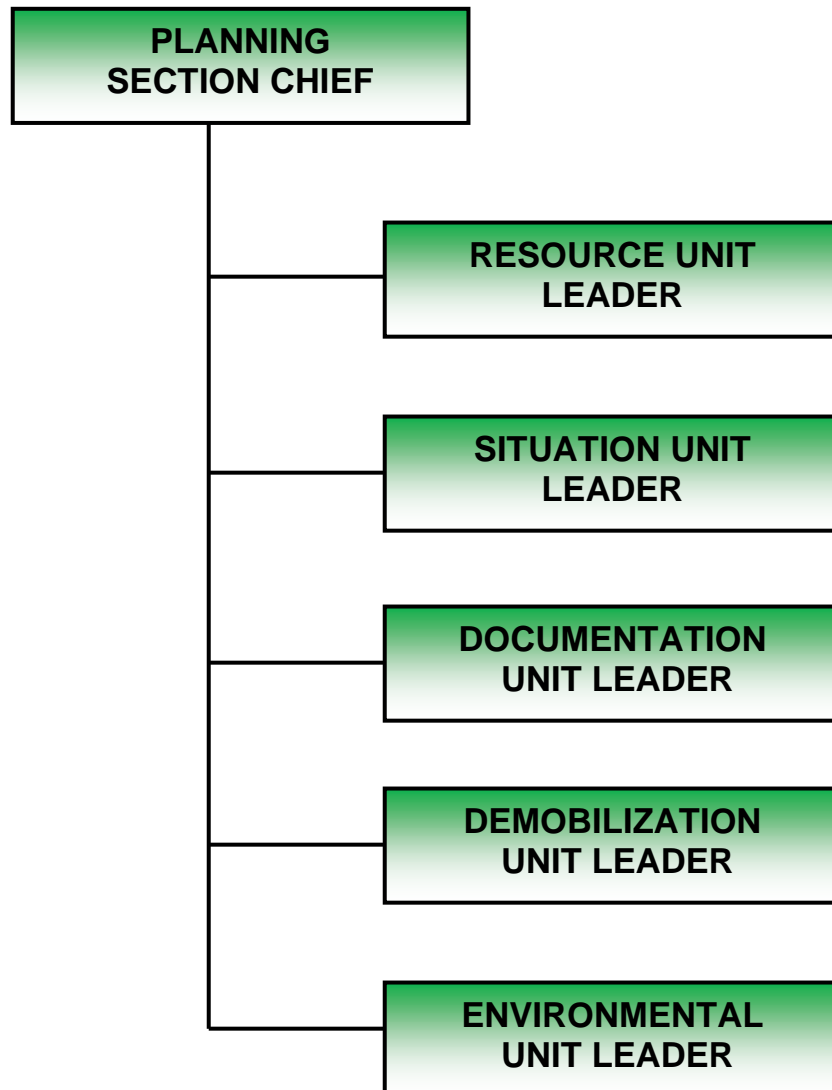 PLANNING
SECTION CHIEF
RESOURCE UNIT
LEADER
SITUATION UNIT
LEADER
DOCUMENTATION
UNIT LEADER
DEMOBILIZATION
UNIT LEADER
ENVIRONMENTAL
UNIT LEADER